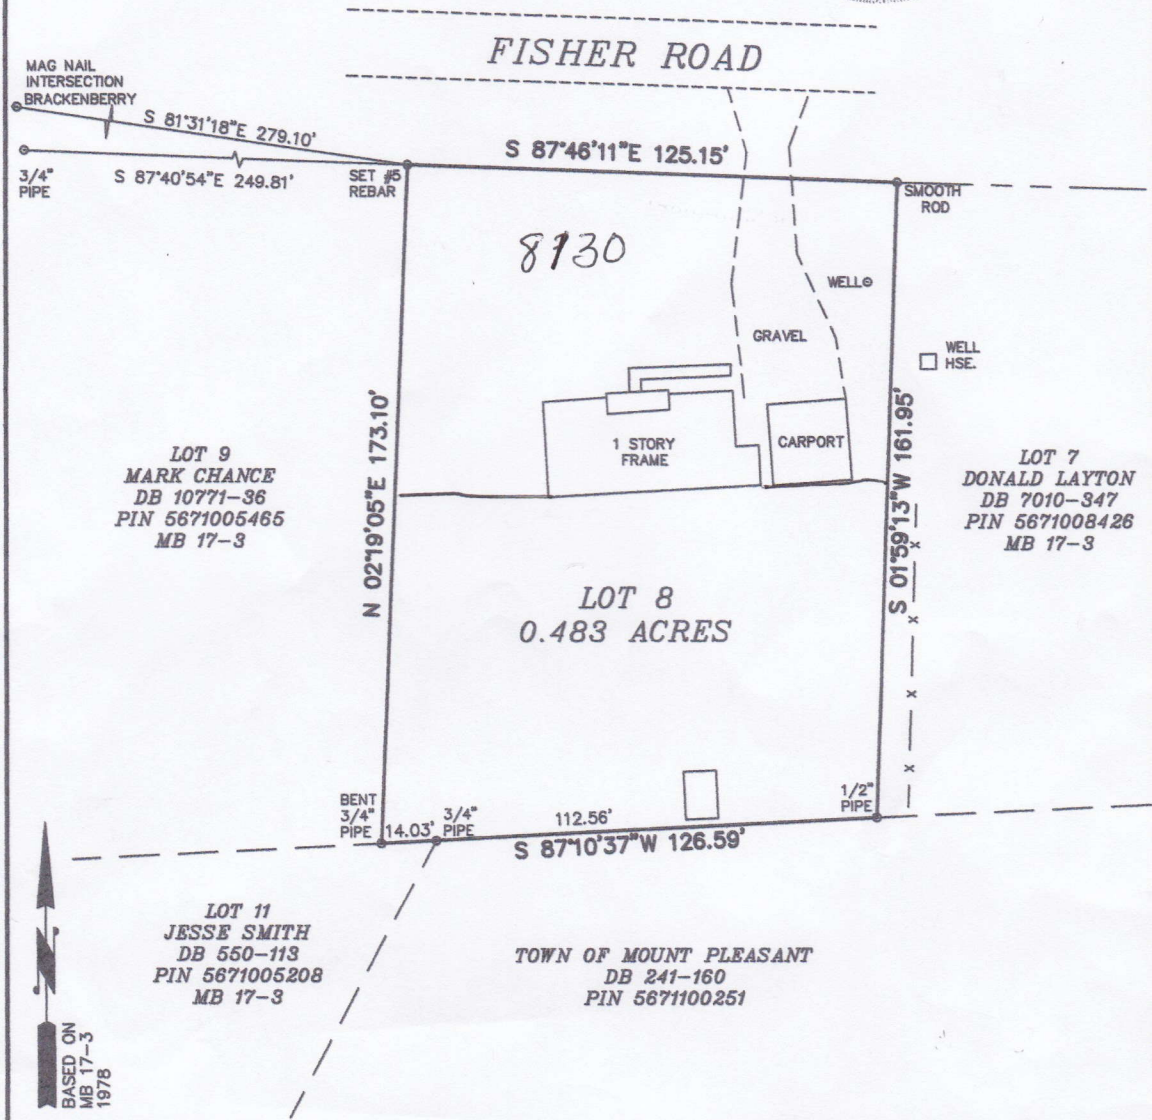 FISHER ROAD
MAG NAIL
INTERSECTION
BRACKENBERRY
S 81°31'18"E 279.10'
S 87°46'11"E 125.15'
3/4"
PIPE
S 87°40'54"E 249.81'
SET #5
REBAR
SMOOTH
ROD
8130
WELL
GRAVEL
WELL
HSE.
N 02°19'05"E 173.10'
1 STORY
FRAME
CARPORT
S 01°59'13"W 161.95'
LOT 9
MARK CHANCE
DB 10771-36
PIN 5671005465
MB 17-3
LOT 7
DONALD LAYTON
DB 7010-347
PIN 5671008426
MB 17-3
x
LOT 8
0.483 ACRES
x
x
x
BENT
3/4"
PIPE
14.03'
3/4"
PIPE
112.56'
1/2"
PIPE
S 87°10'37"W 126.59'
LOT 11
JESSE SMITH
DB 550-113
PIN 5671005208
MB 17-3
TOWN OF MOUNT PLEASANT
DB 241-160
PIN 5671100251
N
BASED ON
MB 17-3
1978